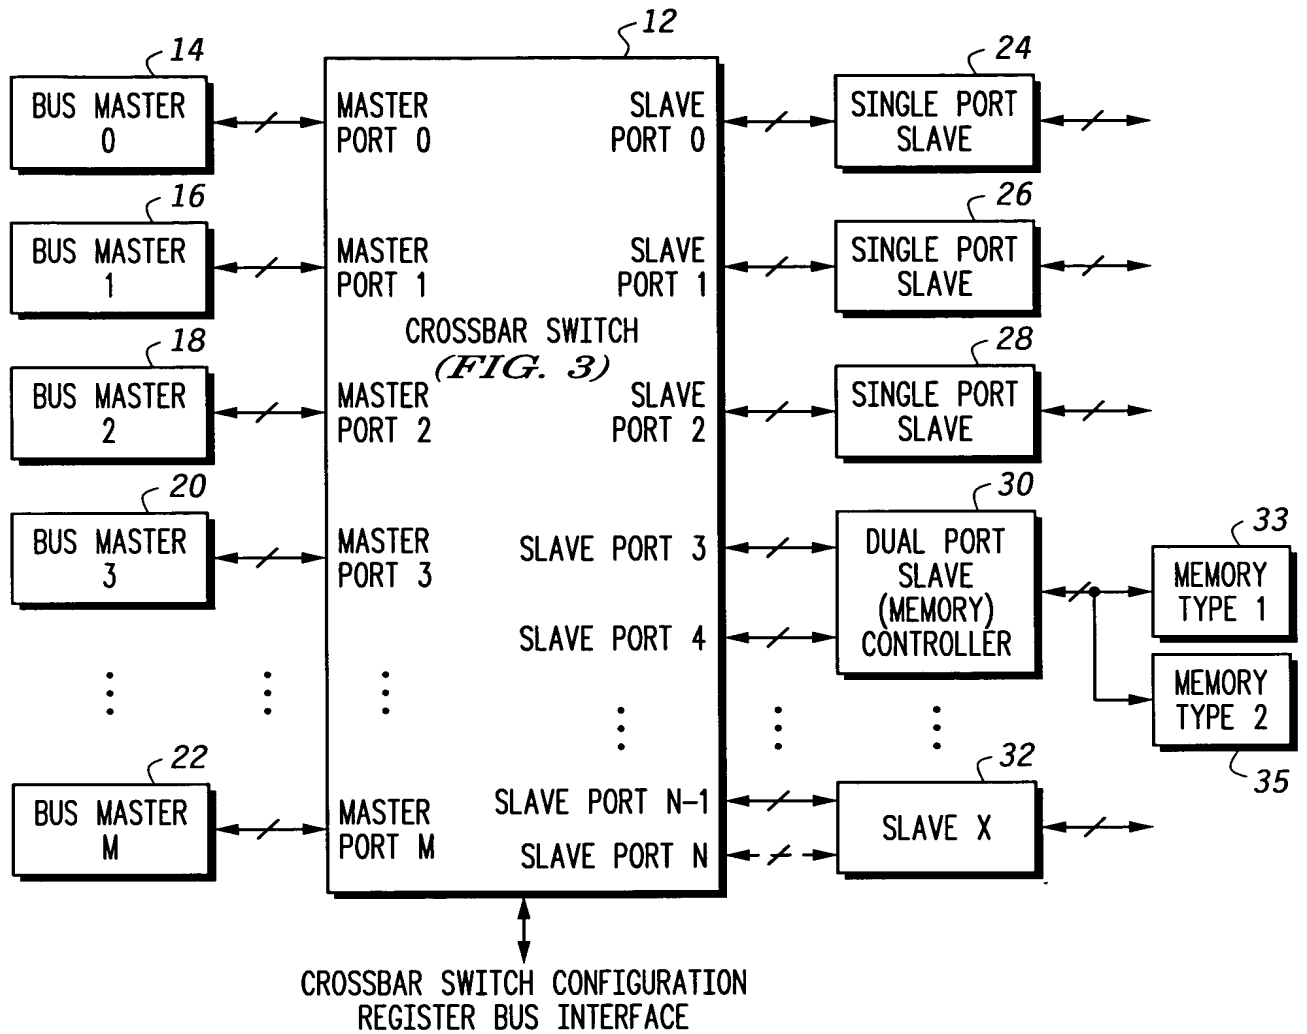 12
14
BUS MASTER
0
MASTER
PORT 0
SLAVE
PORT 0
24
SINGLE PORT
SLAVE
16
BUS MASTER
1
MASTER
PORT 1
SLAVE
PORT 1
26
SINGLE PORT
SLAVE
CROSSBAR SWITCH
(FIG. 3)
18
BUS MASTER
2
MASTER
PORT 2
SLAVE
PORT 2
28
SINGLE PORT
SLAVE
20
BUS MASTER
3
MASTER
PORT 3
SLAVE PORT 3
SLAVE PORT 4
30
DUAL PORT
SLAVE
(MEMORY)
CONTROLLER
33
MEMORY
TYPE 1
MEMORY
TYPE 2
35
22
BUS MASTER
M
MASTER
PORT M
SLAVE PORT N-1
SLAVE PORT N
32
SLAVE X
CROSSBAR SWITCH CONFIGURATION
REGISTER BUS INTERFACE